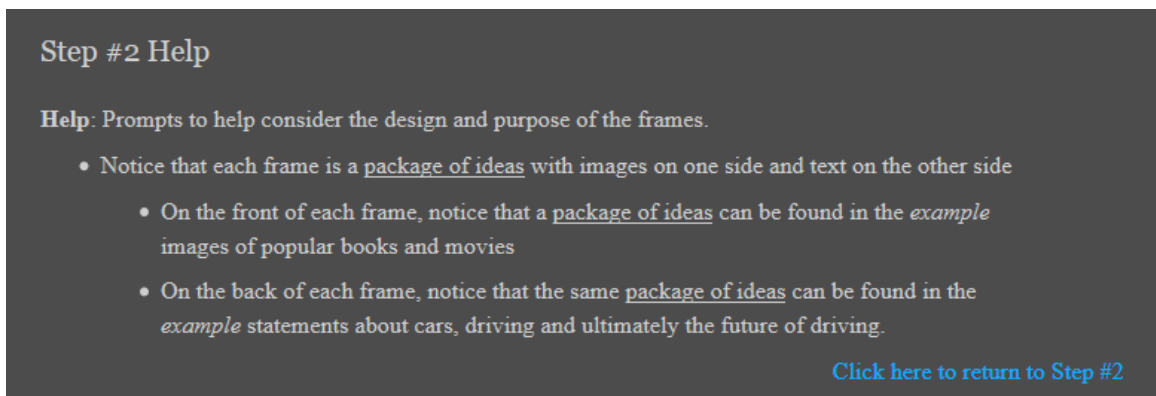 Step #2 Help
Help: Prompts to help consider the design and purpose of the frames.
• Notice that each frame is a package of ideas with images on one side and text on the other side
• On the front of each frame, notice that a package of ideas can be found in the example
images of popular books and movies
• On the back of each frame, notice that the same package of ideas can be found in the
example statements about cars, driving and ultimately the future of driving.
Click here to return to Step #2